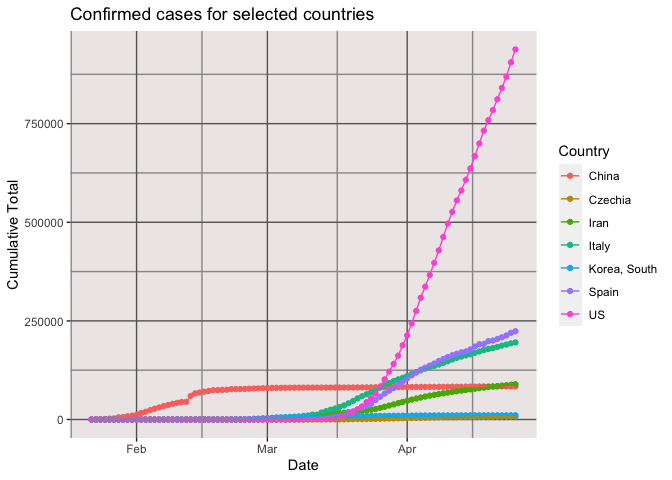 Confirmed cases for selected countries
Cumulative Total
750000
500000
250000
0
Feb
Mar
Apr
Date
Country
China
Czechia
Iran
Italy
Korea, South
Spain
US